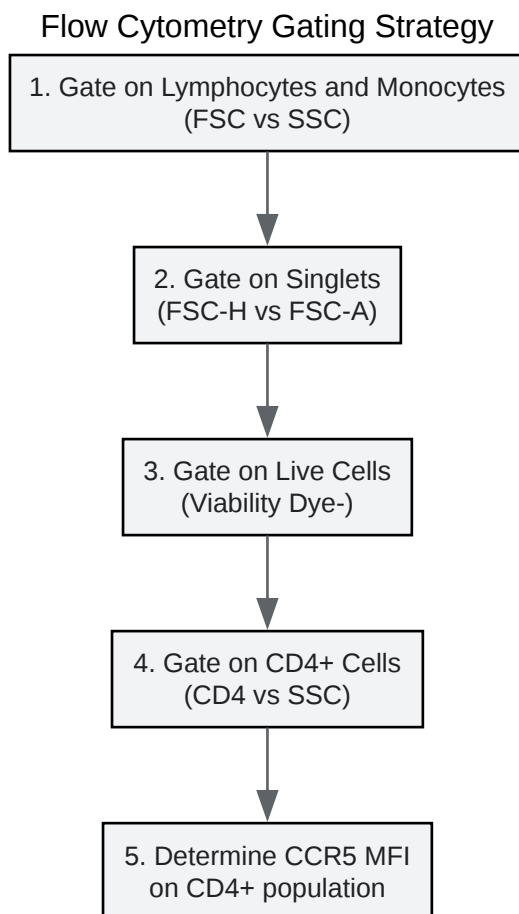 Flow Cytometry Gating Strategy
1. Gate on Lymphocytes and Monocytes
(FSC vs SSC)
2. Gate on Singlets
(FSC-H vs FSC-A)
3. Gate on Live Cells
(Viability Dye-)
4. Gate on CD4+ Cells
(CD4 vs SSC)
5. Determine CCR5 MFI
on CD4+ population